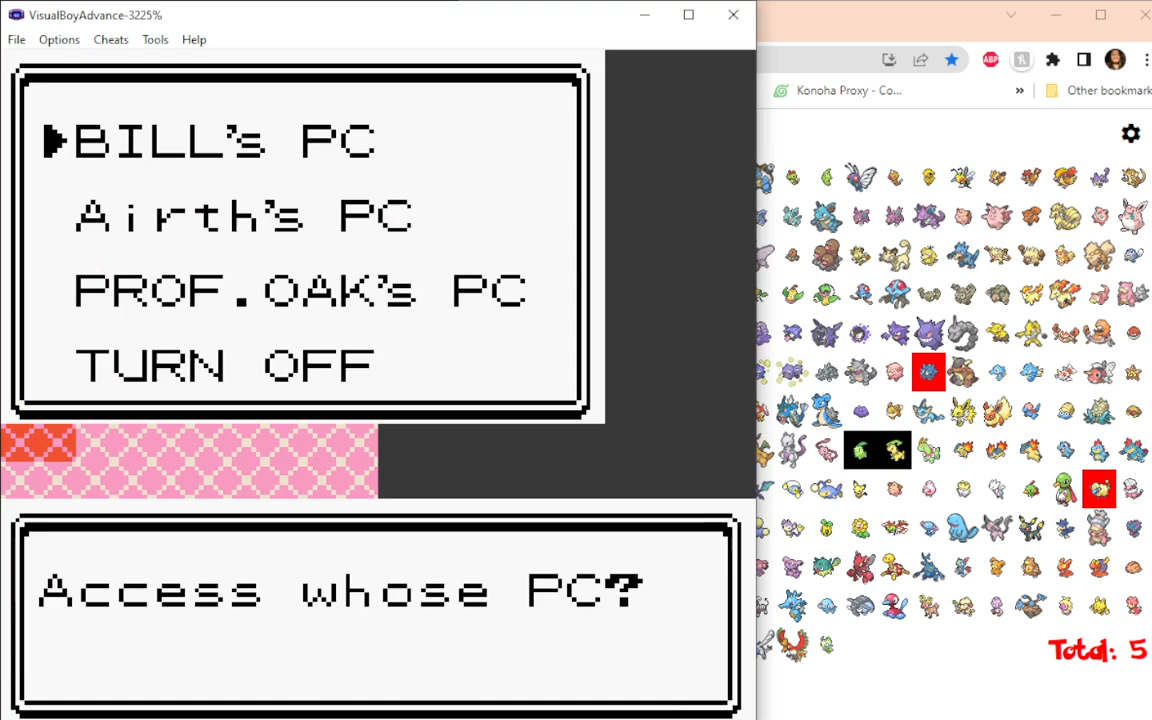 VisualBoyAdvance-3225%
File Options Cheats Tools Help
BILL's PC
Airth's PC
PROF.OAK's PC
TURN OFF
Access whose PC?
ABP
Konoha Proxy - Co...
»
Other bookmark
Total: 5